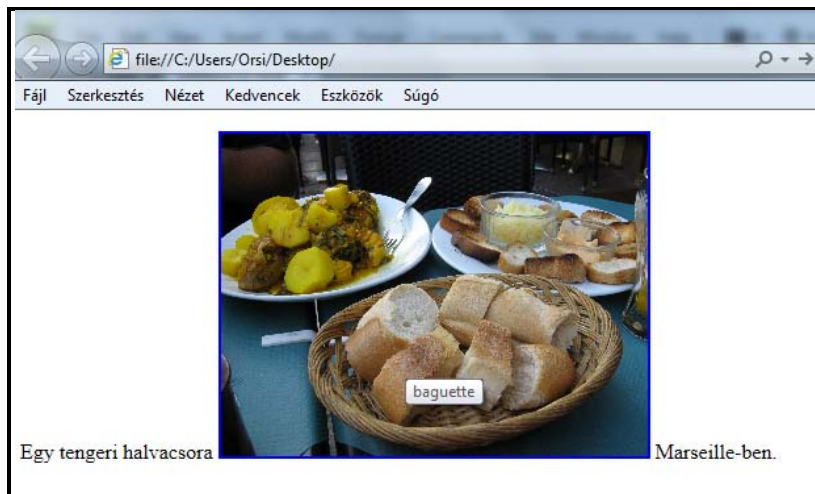 file://C:/Users/Orsi/Desktop/
Fájl Szerkesztés Nézet Kedvencek Eszközök Súgó
baguette
Egy tengeri halvacsora Marseille-ben.